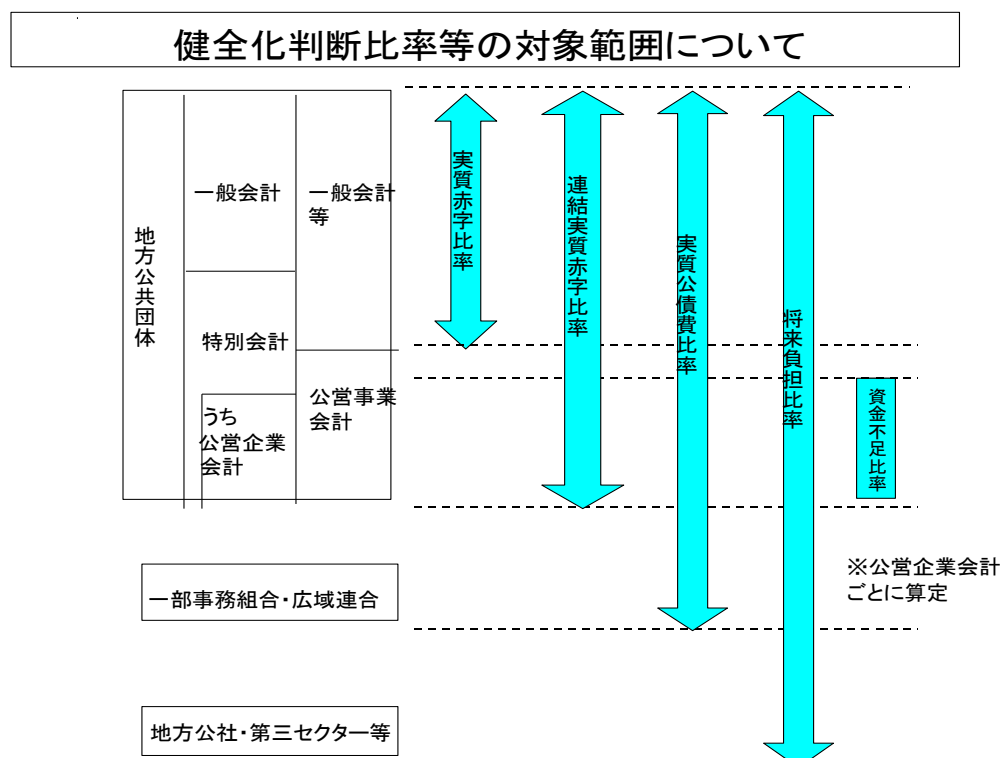 健全化判断比率等の対象範囲について
地方公共団体
一般会計
一般会計
等
特別会計
うち
公営企業
会計
公営事業
会計
実質赤字比率
連結実質赤字比率
実質公債費比率
将来負担比率
資金不足比率
※公営企業会計
ごとに算定
一部事務組合・広域連合
地方公社・第三セクター等